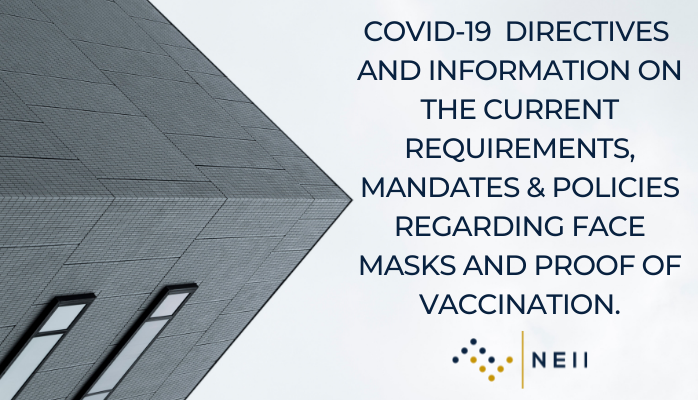 COVID-19 DIRECTIVES
AND INFORMATION ON
THE CURRENT
REQUIREMENTS,
MANDATES & POLICIES
REGARDING FACE
MASKS AND PROOF OF
VACCINATION.
NEII